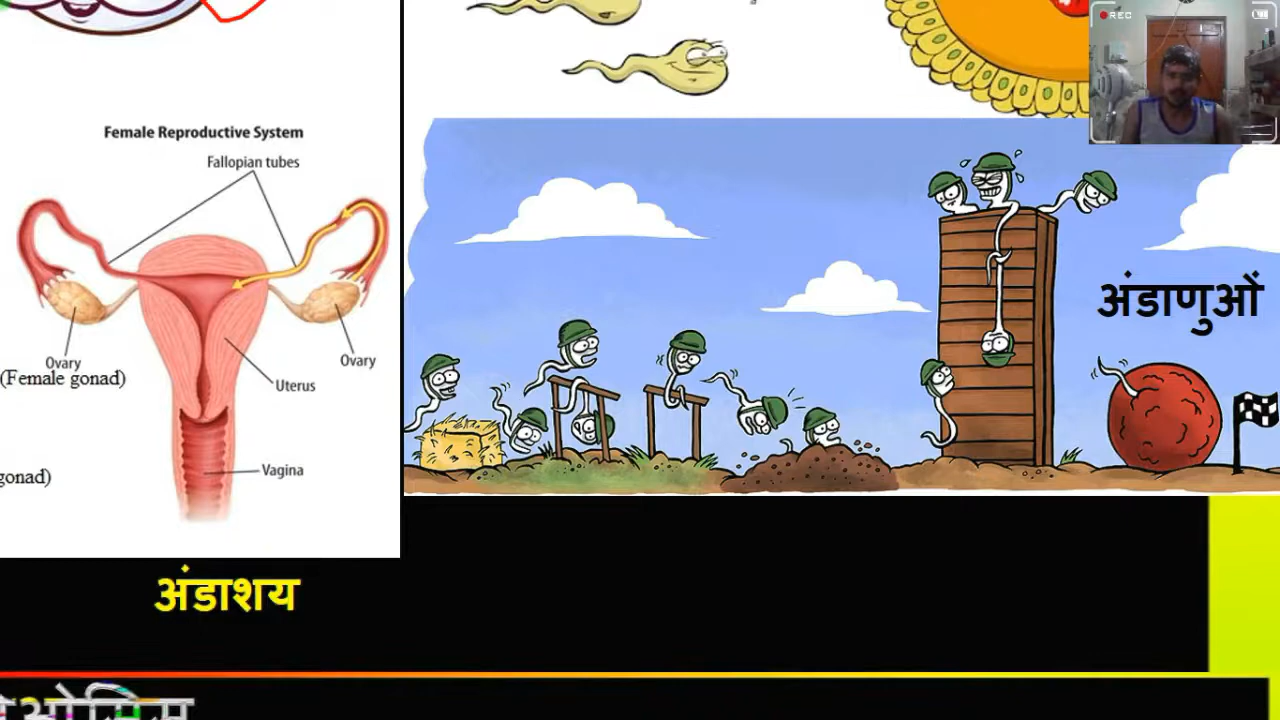 REC
Female Reproductive System
Fallopian tubes
Ovary
(Female gonad)
Ovary
Uterus
Vagina
gonad)
अंडाणुओं
अंडाशय